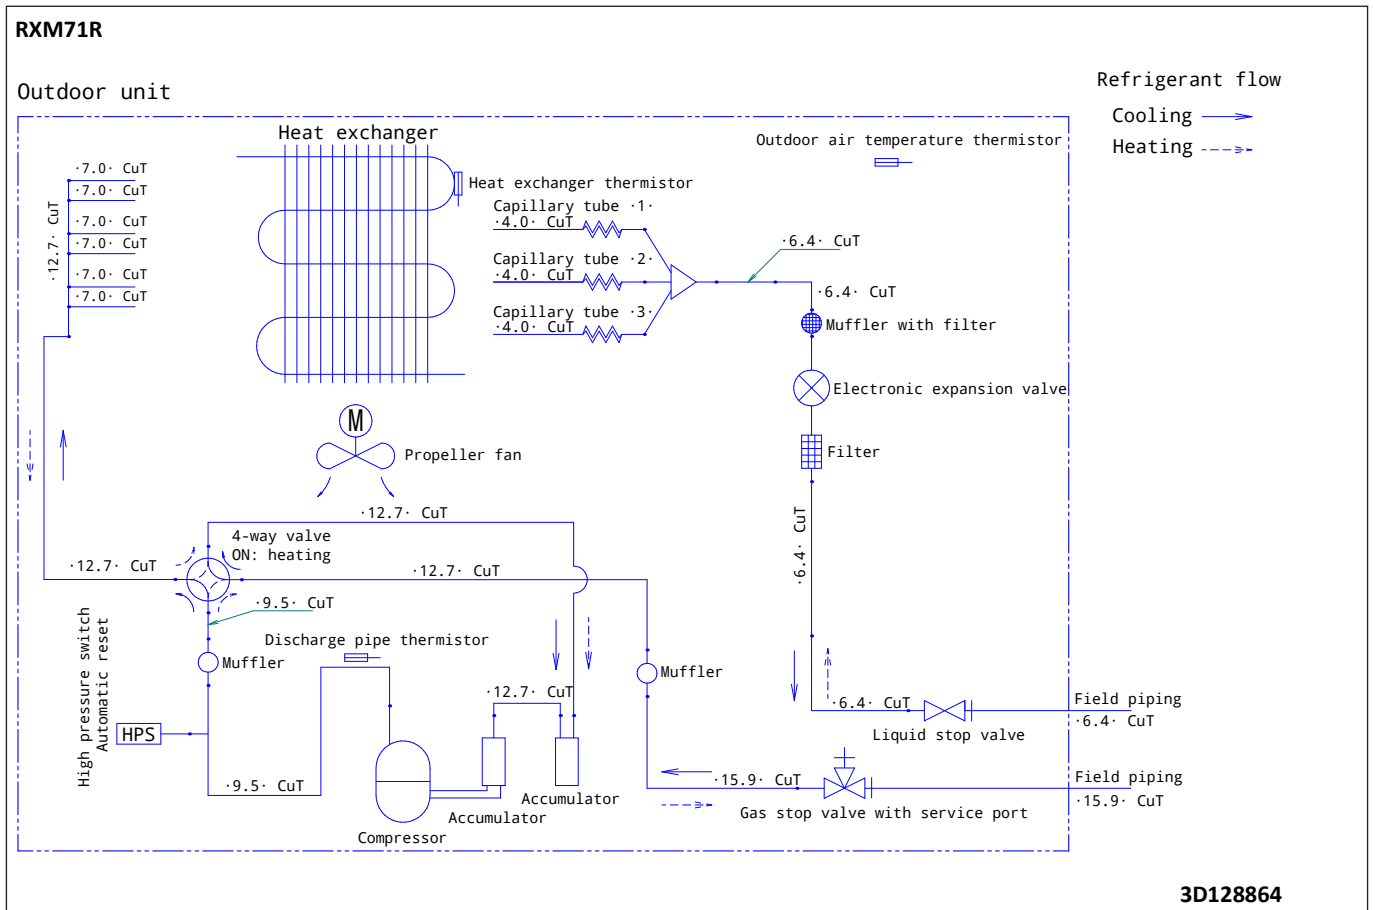 RXM71R
Outdoor unit
Refrigerant flow
Cooling
Heating
Heat exchanger
Outdoor air temperature thermistor
·7.0· CuT
·7.0· CuT
·7.0· CuT
·7.0· CuT
·7.0· CuT
·7.0· CuT
·12.7· CuT
Heat exchanger thermistor
Capillary tube ·1·
·4.0· CuT
Capillary tube ·2·
·4.0· CuT
Capillary tube ·3·
·4.0· CuT
·6.4· CuT
·6.4· CuT
Muffler with filter
Electronic expansion valve
Filter
M
Propeller fan
·12.7· CuT
4-way valve
ON: heating
·12.7· CuT
·12.7· CuT
·6.4· CuT
·9.5· CuT
High pressure switch
Automatic reset
Discharge pipe thermistor
Muffler
Muffler
·12.7· CuT
HPS
·6.4· CuT
Field piping
·6.4· CuT
Liquid stop valve
·9.5· CuT
·15.9· CuT
Field piping
·15.9· CuT
Accumulator
Accumulator
Gas stop valve with service port
Compressor
3D128864